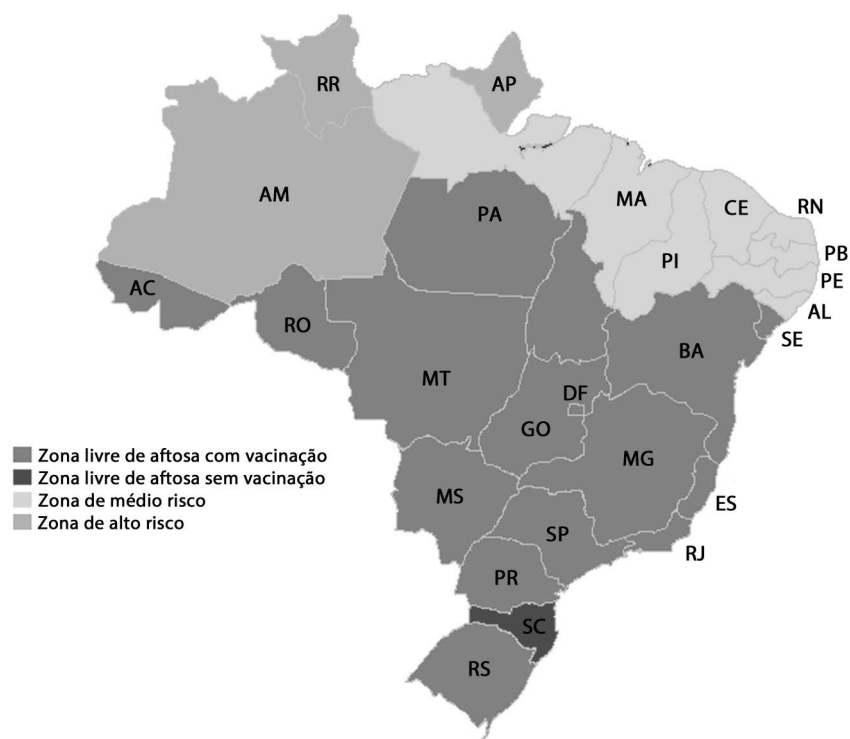 RR
AP
AM
PA
MA
CE
RN
PI
PB
PE
AC
AL
RO
SE
BA
MT
DF
GO
MG
Zona livre de aftosa com vacinação
Zona livre de aftosa sem vacinação
Zona de médio risco
Zona de alto risco
MS
ES
SP
RJ
PR
SC
RS